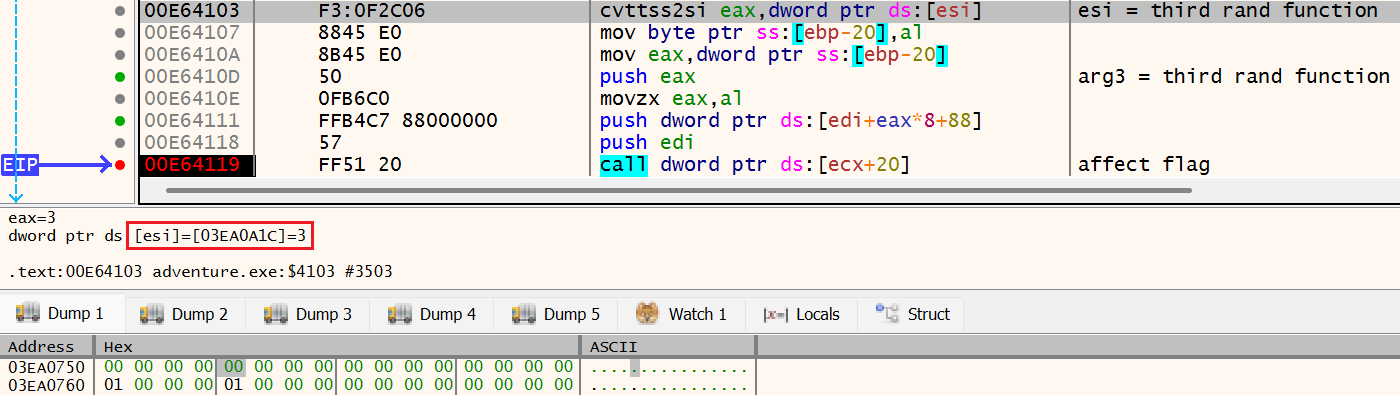 00E64103 F3:0F2C06 cvttss2si eax,dword ptr ds:[esi] esi = third rand function
00E64107 8845 E0 mov byte ptr ss:[ebp-20],al
00E6410A 8B45 E0 mov eax,dword ptr ss:[ebp-20]
00E6410D 50 push eax arg3 = third rand function
00E6410E 0FB6C0 movzx eax,al
00E64111 FFB4C7 88000000 push dword ptr ds:[edi+eax*8+88]
00E64118 57 push edi
EIP 00E64119 FF51 20 call dword ptr ds:[ecx+20] affect flag
eax=3
dword ptr ds [esi]=[03EA0A1C]=3
.text:00E64103 adventure.exe:$4103 #3503
Dump 1 Dump 2 Dump 3 Dump 4 Dump 5 Watch 1 [x=] Locals Struct
Address Hex ASCII
03EA0750 00 00 00 00 00 00 00 00 00 00 00 00 00 00 00 00 ................
03EA0760 01 00 00 00 01 00 00 00 00 00 00 00 00 00 00 00 ................